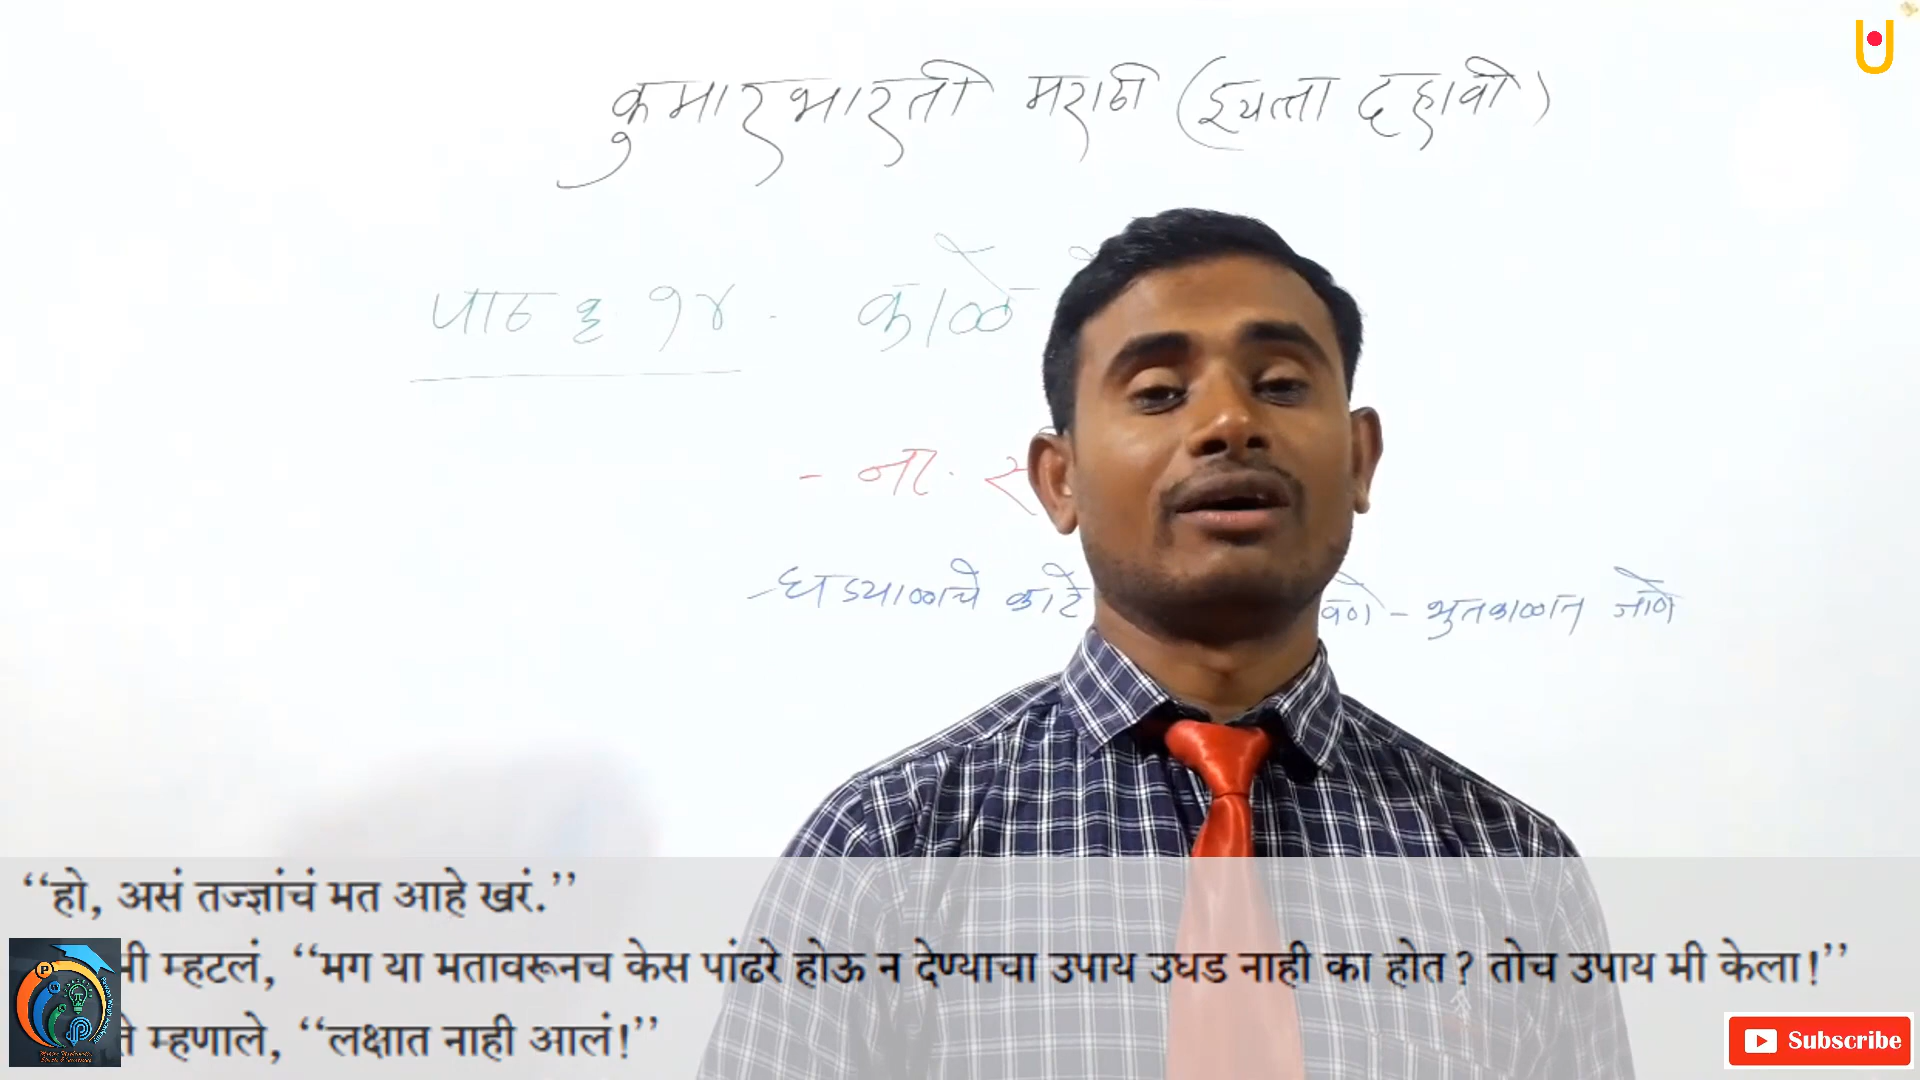 कुमारभारती मराठी (इयत्ता दहावी)
पाठ क्र. १४. काळे
- ना. स
- घड्याळाचे काटे वणे - भुतकाळात जाणे
‘‘हो, असं तज्ज्ञांचं मत आहे खरं.’’
मी म्हटलं, ‘‘मग या मतावरूनच केस पांढरे होऊ न देण्याचा उपाय उघड नाही का होत? तोच उपाय मी केला!’’
ते म्हणाले, ‘‘लक्षात नाही आलं!’’
Subscribe